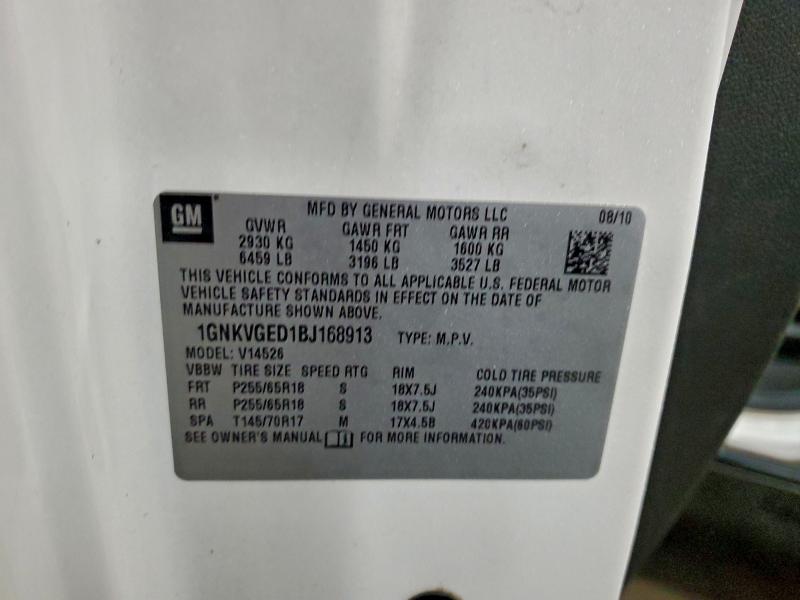 GM
MFD BY GENERAL MOTORS LLC 08/10
GVWR GAWR FRT GAWR RR
2930 KG 1450 KG 1600 KG
6459 LB 3196 LB 3527 LB
THIS VEHICLE CONFORMS TO ALL APPLICABLE U.S. FEDERAL MOTOR
VEHICLE SAFETY STANDARDS IN EFFECT ON THE DATE OF
MANUFACTURE SHOWN ABOVE.
1GNKVGED1BJ168913 TYPE: M.P.V.
MODEL: V14526
VBBW TIRE SIZE SPEED RTG RIM COLD TIRE PRESSURE
FRT P255/65R18 S 18X7.5J 240KPA(35PSI)
RR P255/65R18 S 18X7.5J 240KPA(35PSI)
SPA T145/70R17 M 17X4.5B 420KPA(60PSI)
SEE OWNER'S MANUAL FOR MORE INFORMATION.